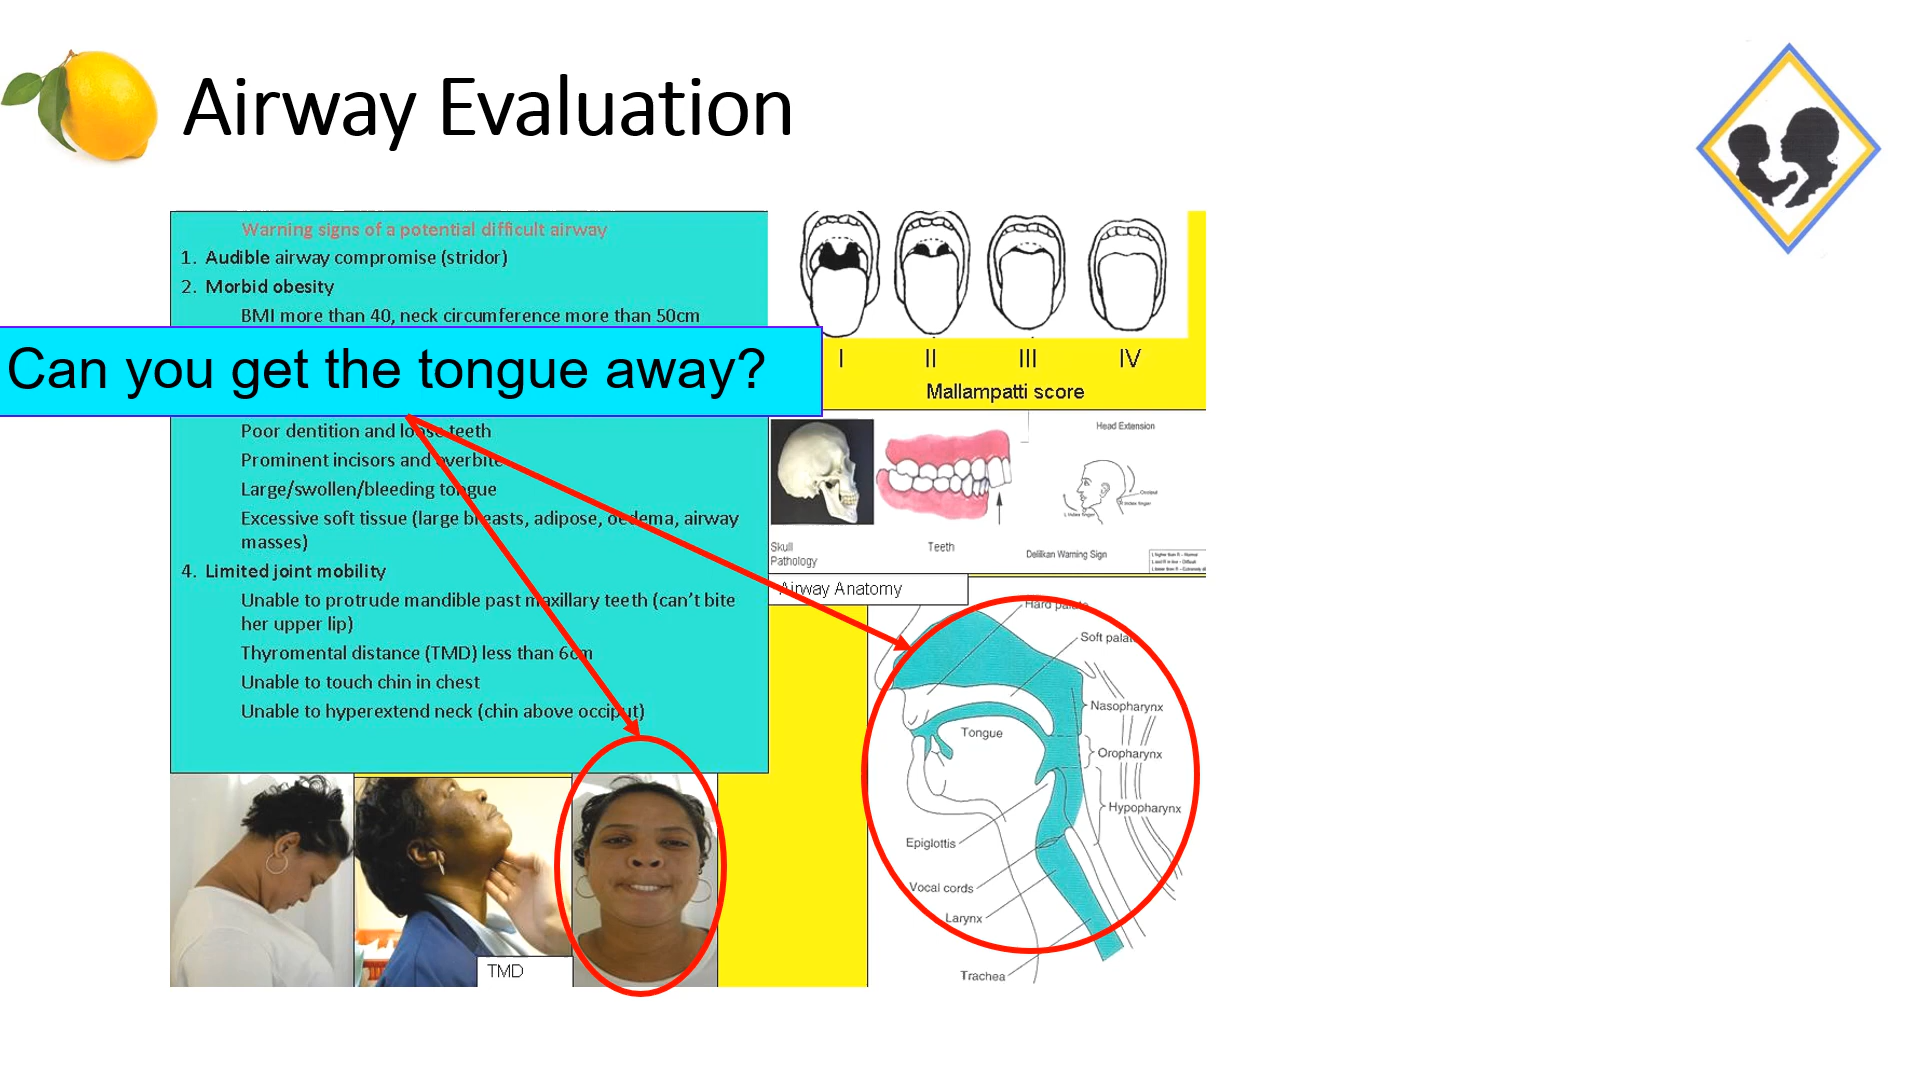 Airway Evaluation
Warning signs of a potential difficult airway
1. Audible airway compromise (stridor)
2. Morbid obesity
BMI more than 40, neck circumference more than 50cm
Can you get the tongue away?
Poor dentition and loose teeth
Prominent incisors and overbite
Large/swollen/bleeding tongue
Excessive soft tissue (large breasts, adipose, oedema, airway
masses)
4. Limited joint mobility
Unable to protrude mandible past maxillary teeth (can't bite
her upper lip)
Thyromental distance (TMD) less than 6cm
Unable to touch chin in chest
Unable to hyperextend neck (chin above occiput)
TMD
I II III IV
Mallampatti score
Head Extension
Occiput
R index finger
L index finger
Skull
Pathology
Teeth
Delilkan Warning Sign
Airway Anatomy
Hard palate
Soft palate
Nasopharynx
Tongue
Oropharynx
Hypopharynx
Epiglottis
Vocal cords
Larynx
Trachea